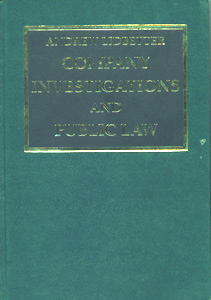 ANDREW LIDBETTER
COMPANY
INVESTIGATIONS
AND
PUBLIC LAW